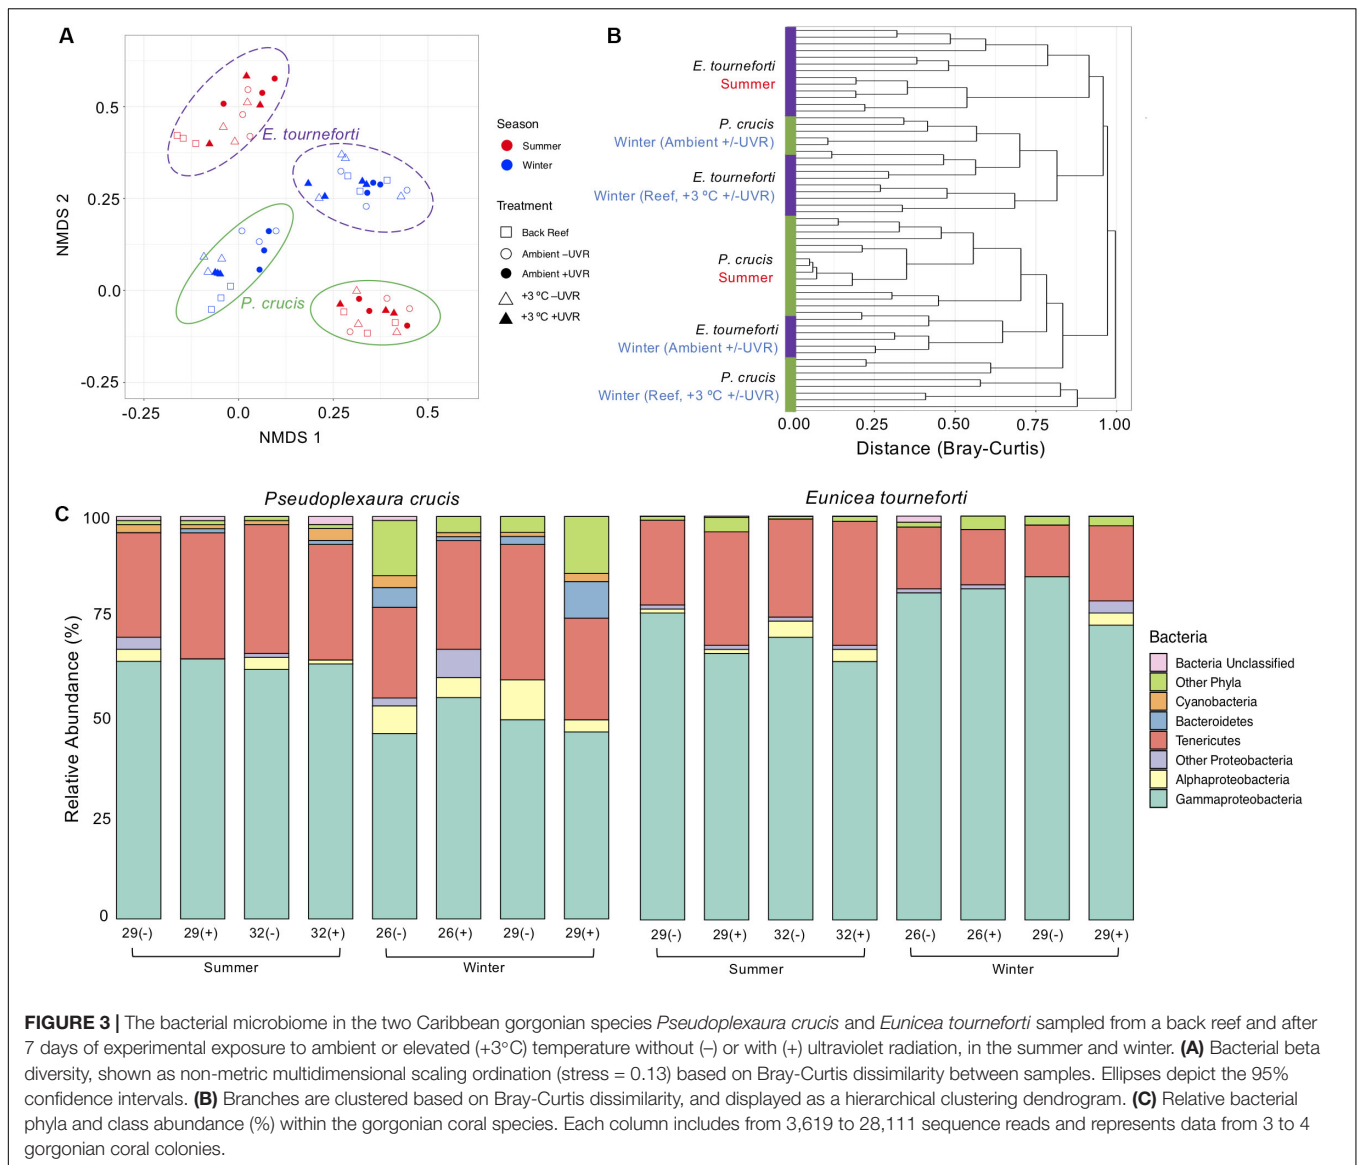 A
0.5
0.25
0.0
-0.25
-0.25
0.0
0.25
0.5
NMDS 2
NMDS 1
E. tourneforti
P. crucis
Season
Summer
Winter
Treatment
Back Reef
Ambient –UVR
Ambient +UVR
+3 ºC –UVR
+3 ºC +UVR
B
E. tourneforti
Summer
P. crucis
Winter (Ambient +/-UVR)
E. tourneforti
Winter (Reef, +3 ºC +/-UVR)
P. crucis
Summer
E. tourneforti
Winter (Ambient +/-UVR)
P. crucis
Winter (Reef, +3 ºC +/-UVR)
0.00 0.25 0.50 0.75 1.00
Distance (Bray-Curtis)
C
Pseudoplexaura crucis
Eunicea tourneforti
100
75
50
25
0
Relative Abundance (%)
29(-) 29(+) 32(-) 32(+) 26(-) 26(+) 29(-) 29(+) 29(-) 29(+) 32(-) 32(+) 26(-) 26(+) 29(-) 29(+)
Summer Winter Summer Winter
Bacteria
Bacteria Unclassified
Other Phyla
Cyanobacteria
Bacteroidetes
Tenericutes
Other Proteobacteria
Alphaproteobacteria
Gammaproteobacteria
FIGURE 3 | The bacterial microbiome in the two Caribbean gorgonian species Pseudoplexaura crucis and Eunicea tourneforti sampled from a back reef and after
7 days of experimental exposure to ambient or elevated (+3°C) temperature without (–) or with (+) ultraviolet radiation, in the summer and winter. (A) Bacterial beta
diversity, shown as non-metric multidimensional scaling ordination (stress = 0.13) based on Bray-Curtis dissimilarity between samples. Ellipses depict the 95%
confidence intervals. (B) Branches are clustered based on Bray-Curtis dissimilarity, and displayed as a hierarchical clustering dendrogram. (C) Relative bacterial
phyla and class abundance (%) within the gorgonian coral species. Each column includes from 3,619 to 28,111 sequence reads and represents data from 3 to 4
gorgonian coral colonies.